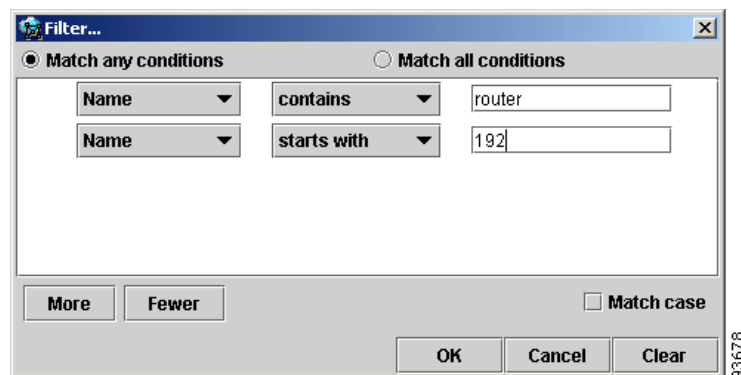 Filter...
Match any conditions
Match all conditions
Name contains router
Name starts with 192
More Fewer Match case
OK Cancel Clear
93678